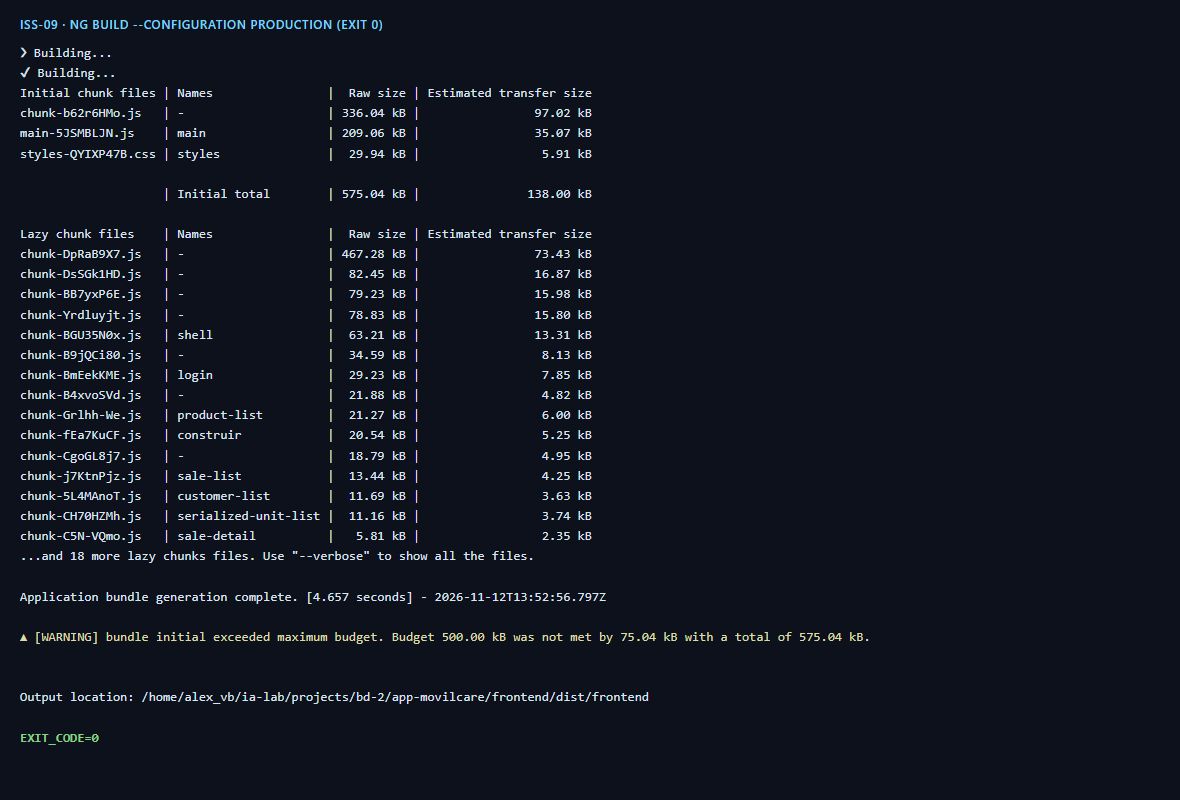 ISS-09 · NG BUILD --CONFIGURATION PRODUCTION (EXIT 0)
❯ Building...
✔ Building...
Initial chunk files | Names                |  Raw size | Estimated transfer size
chunk-b62r6HMo.js   | -                    | 336.04 kB |                97.02 kB
main-5JSMBLJN.js    | main                 | 209.06 kB |                35.07 kB
styles-QYIXP47B.css | styles               |  29.94 kB |                 5.91 kB
                    | Initial total        | 575.04 kB |               138.00 kB
Lazy chunk files    | Names                |  Raw size | Estimated transfer size
chunk-DpRaB9X7.js   | -                    | 467.28 kB |                73.43 kB
chunk-DsSGk1HD.js   | -                    |  82.45 kB |                16.87 kB
chunk-BB7yxP6E.js   | -                    |  79.23 kB |                15.98 kB
chunk-Yrdluyjt.js   | -                    |  78.83 kB |                15.80 kB
chunk-BGU35N0x.js   | shell                |  63.21 kB |                13.31 kB
chunk-B9jQCi80.js   | -                    |  34.59 kB |                 8.13 kB
chunk-BmEekKME.js   | login                |  29.23 kB |                 7.85 kB
chunk-B4xvoSVd.js   | -                    |  21.88 kB |                 4.82 kB
chunk-Grlhh-We.js   | product-list         |  21.27 kB |                 6.00 kB
chunk-fEa7KuCF.js   | construir            |  20.54 kB |                 5.25 kB
chunk-CgoGL8j7.js   | -                    |  18.79 kB |                 4.95 kB
chunk-j7KtnPjz.js   | sale-list            |  13.44 kB |                 4.25 kB
chunk-5L4MAnoT.js   | customer-list        |  11.69 kB |                 3.63 kB
chunk-CH70HZMh.js   | serialized-unit-list |  11.16 kB |                 3.74 kB
chunk-C5N-VQmo.js   | sale-detail          |   5.81 kB |                 2.35 kB
...and 18 more lazy chunks files. Use "--verbose" to show all the files.
Application bundle generation complete. [4.657 seconds] - 2026-11-12T13:52:56.797Z
▲ [WARNING] bundle initial exceeded maximum budget. Budget 500.00 kB was not met by 75.04 kB with a total of 575.04 kB.
Output location: /home/alex_vb/ia-lab/projects/bd-2/app-movilcare/frontend/dist/frontend
EXIT_CODE=0